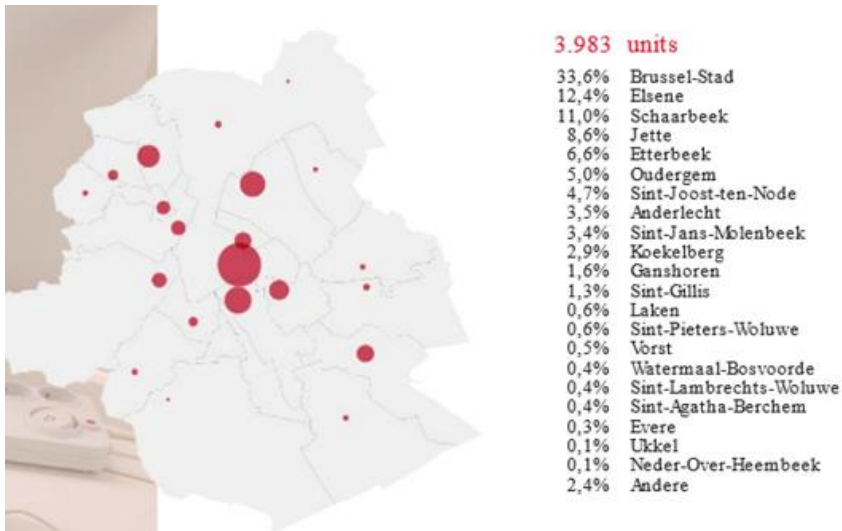 3.983 units
33,6% Brussel-Stad
12,4% Elsene
11,0% Schaarbeek
8,6% Jette
6,6% Etterbeek
5,0% Oudergem
4,7% Sint-Joost-ten-Node
3,5% Anderlecht
3,4% Sint-Jans-Molenbeek
2,9% Koekelberg
1,6% Ganshoren
1,3% Sint-Gillis
0,6% Laken
0,6% Sint-Pieters-Woluwe
0,5% Vorst
0,4% Watermaal-Bosvoorde
0,4% Sint-Lambrechts-Woluwe
0,4% Sint-Agatha-Berchem
0,3% Evere
0,1% Ukkel
0,1% Neder-Over-Heembeek
2,4% Andere